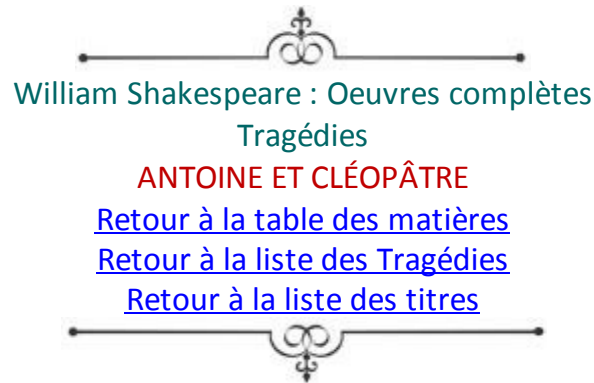 William Shakespeare : Oeuvres complètes
Tragédies
ANTOINE ET CLÉOPÂTRE
Retour à la table des matières
Retour à la liste des Tragédies
Retour à la liste des titres